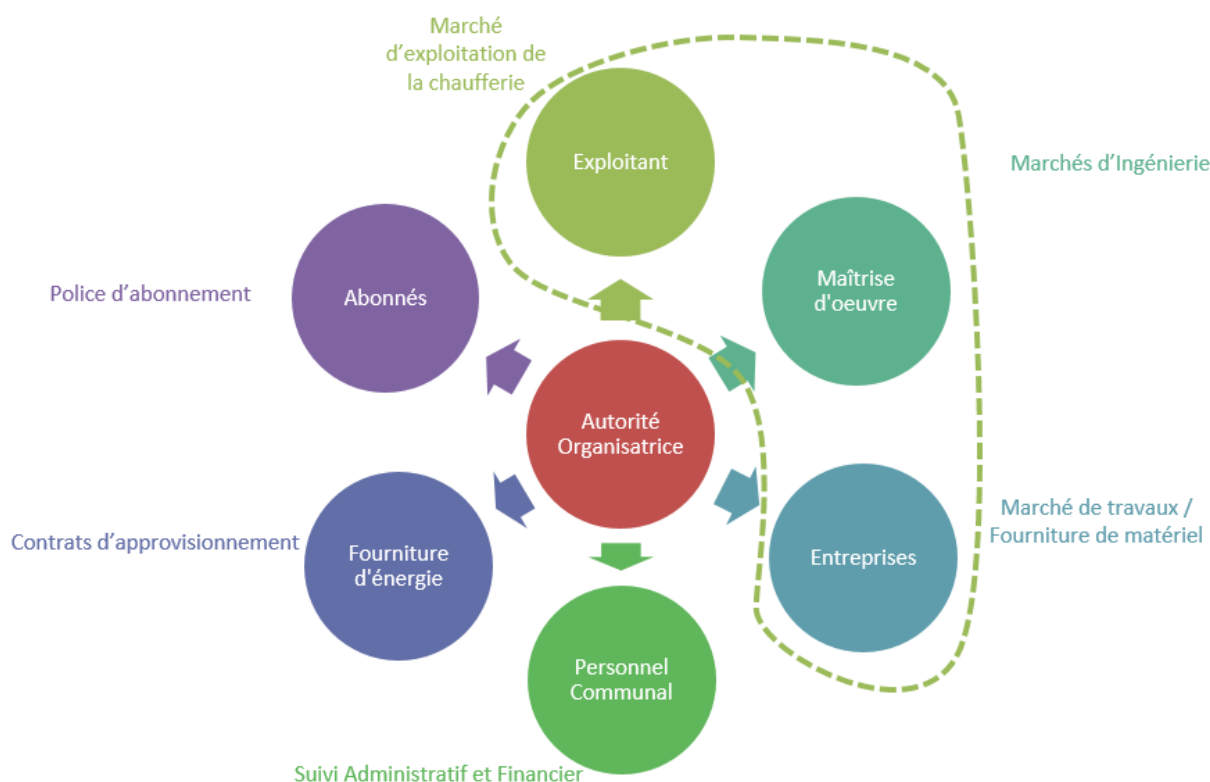 Marché
d’exploitation de
la chaufferie
Exploitant
Marchés d’Ingénierie
Maîtrise
d'oeuvre
Abonnés
Police d’abonnement
Autorité
Organisatrice
Marché de travaux /
Fourniture de matériel
Entreprises
Contrats d’approvisionnement
Fourniture
d'énergie
Personnel
Communal
Suivi Administratif et Financier